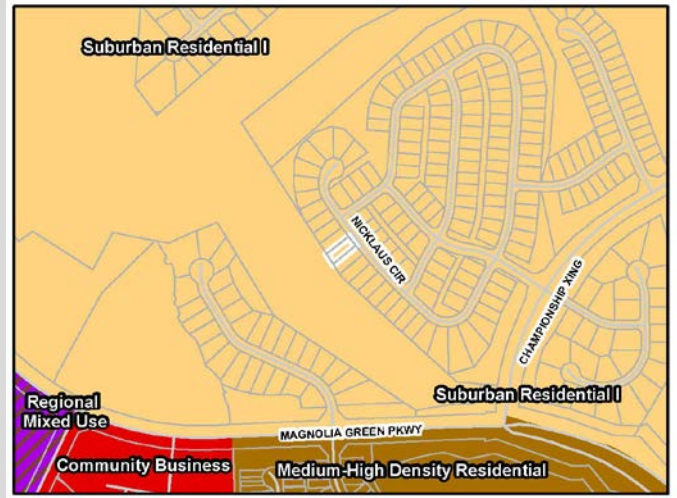 Suburban Residential I
NICKLAUS CIR
CHAMPIONSHIP XING
Suburban Residential I
Regional
Mixed Use
MAGNOLIA GREEN PKWY
Community Business
Medium-High Density Residential